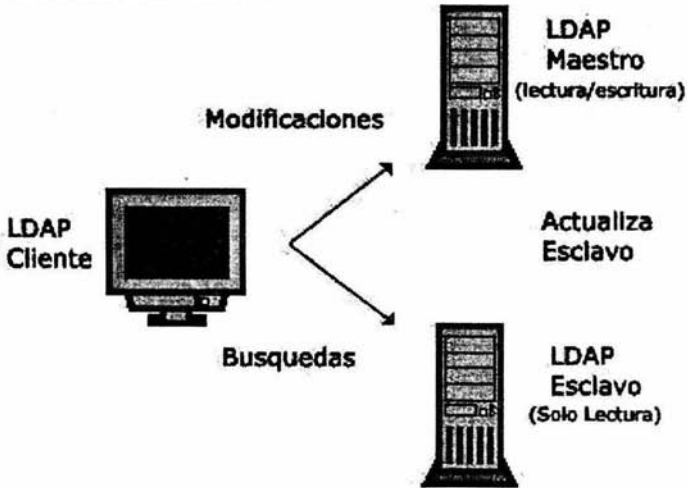 LDAP
Maestro
(lectura/escritura)
Modificaciones
LDAP
Cliente
Actualiza
Esclavo
Busquedas
LDAP
Esclavo
(Solo Lectura)